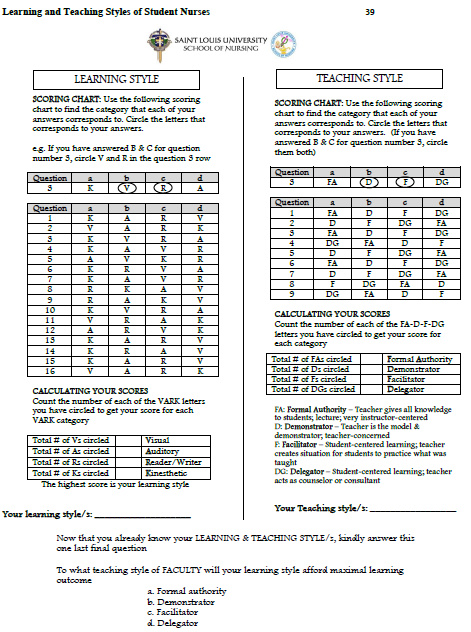 Learning and Teaching Styles of Student Nurses 39
SAINT LOUIS UNIVERSITY
SCHOOL OF NURSING
LEARNING STYLE
SCORING CHART: Use the following scoring
chart to find the category that each of your
answers corresponds to. Circle the letters that
corresponds to your answers.
e.g. If you have answered B & C for question
number 3, circle V and R in the question 3 row
Question a b c d
3 K V R A
Question a b c d
1 K A R V
2 V A R K
3 K V R A
4 K A V R
5 A V K R
6 K R V A
7 K A V R
8 R K A V
9 R A K V
10 K V R A
11 V R A K
12 A R V K
13 K A R V
14 K R A V
15 K A R V
16 V A R K
CALCULATING YOUR SCORES
Count the number of each of the VARK letters
you have circled to get your score for each
VARK category
Total # of Vs circled Visual
Total # of As circled Auditory
Total # of Rs circled Reader/Writer
Total # of Ks circled Kinesthetic
The highest score is your learning style
Your learning style/s: ____________________
TEACHING STYLE
SCORING CHART: Use the following scoring
chart to find the category that each of your
answers corresponds to. Circle the letters that
corresponds to your answers. (If you have
answered B & C for question number 3, circle
them both)
Question a b c d
3 FA D F DG
Question a b c d
1 FA D F DG
2 D F DG FA
3 FA D F DG
4 DG FA D F
5 D F DG FA
6 FA D F DG
7 D F DG FA
8 F DG FA D
9 DG FA D F
CALCULATING YOUR SCORES
Count the number of each of the FA-D-F-DG
letters you have circled to get your score for
each category
Total # of FAs circled Formal Authority
Total # of Ds circled Demonstrator
Total # of Fs circled Facilitator
Total # of DGs circled Delegator
FA: Formal Authority – Teacher gives all knowledge
to students; lecture; very instructor-centered
D: Demonstrator – Teacher is the model &
demonstrator; teacher-concerned
F: Facilitator – Student-centered learning; teacher
creates situation for students to practice what was
taught
DG: Delegator – Student-centered learning; teacher
acts as counselor or consultant
Your Teaching style/s: __________________
Now that you already know your LEARNING & TEACHING STYLE/s, kindly answer this
one last final question
To what teaching style of FACULTY will your learning style afford maximal learning
outcome
a. Formal authority
b. Demonstrator
c. Facilitator
d. Delegator